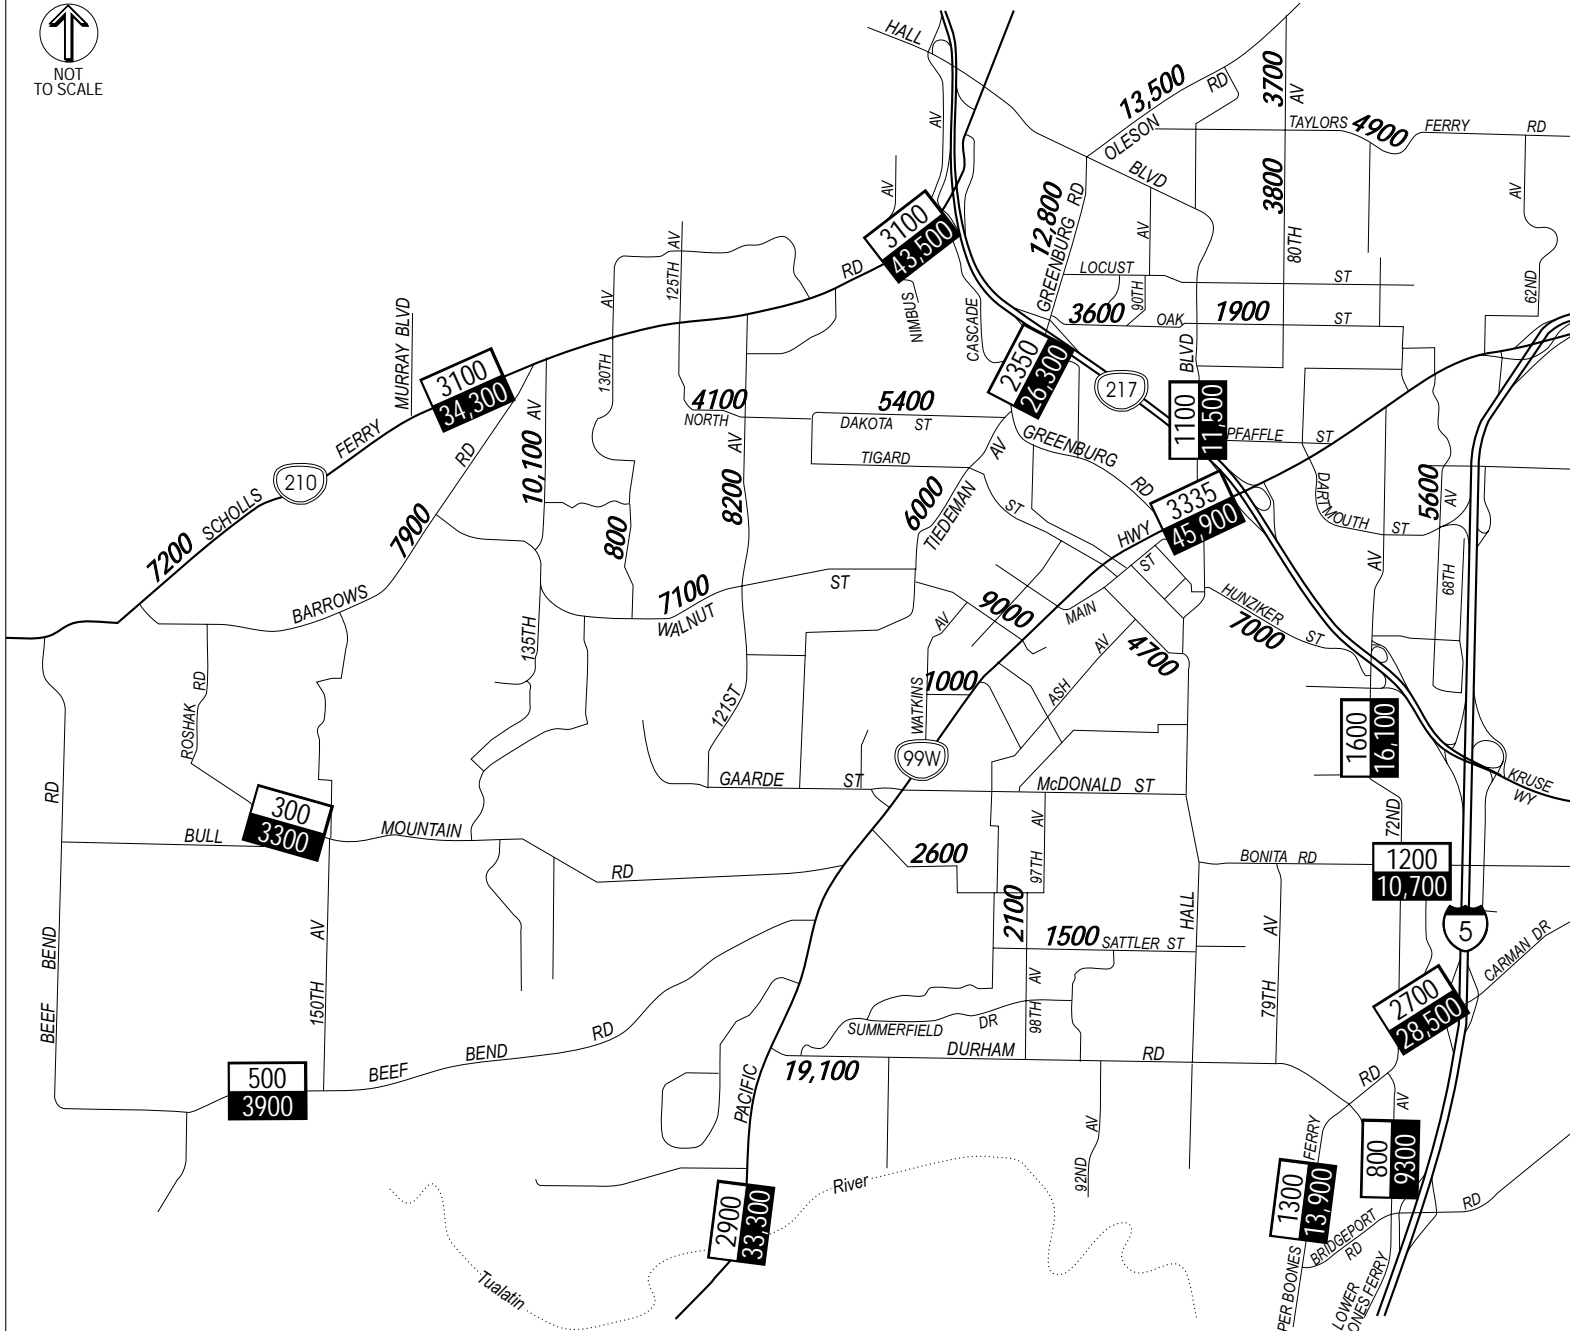 NOT
TO SCALE
HALL
AV
13,500
RD
OLESON
3700
AV
TAYLORS
4900
FERRY
RD
BLVD
3800
AV
12,800
GREENBURG RD
AV
80TH
62ND
AV
3100
43,500
RD
NIMBUS
CASCADE
LOCUST
ST
90TH
3600
OAK
1900
ST
125TH
AV
AV
130TH
MURRAY BLVD
3100
34,300
2350
26,300
217
BLVD
1100
11,500
PFAFFLE
ST
4100
NORTH
5400
DAKOTA ST
TIGARD
ST
GREENBURG
RD
AV
TIEDEMAN
6000
FERRY
210
SCHOLLS
7200
RD
7900
BARROWS
AV
10,100
800
AV
8200
3335
45,900
HWY
DARTMOUTH
ST
5600
AV
68TH
AV
7100
WALNUT
ST
ST
MAIN
9000
AV
HUNZIKER
7000
ST
4700
AV
ASH
135TH
1000
WATKINS
121ST
ROSHAK
RD
99W
1600
16,100
KRUSE
WY
72ND
GAARDE
ST
McDONALD ST
RD
300
3300
BULL
MOUNTAIN
RD
2600
AV
97TH
BONITA RD
1200
10,700
2100
HALL
AV
79TH
5
CARMAN DR
1500
SATTLER ST
BEEF BEND
AV
150TH
AV
98TH
2700
28,500
SUMMERFIELD
DR
DURHAM
RD
19,100
BEEF
BEND
RD
500
3900
PACIFIC
RD
FERRY
AV
92ND
AV
800
9300
1300
13,900
BRIDGEPORT
RD
RD
2900
33,300
River
Tualatin
PER BOONES
LOWER
ONES FERRY